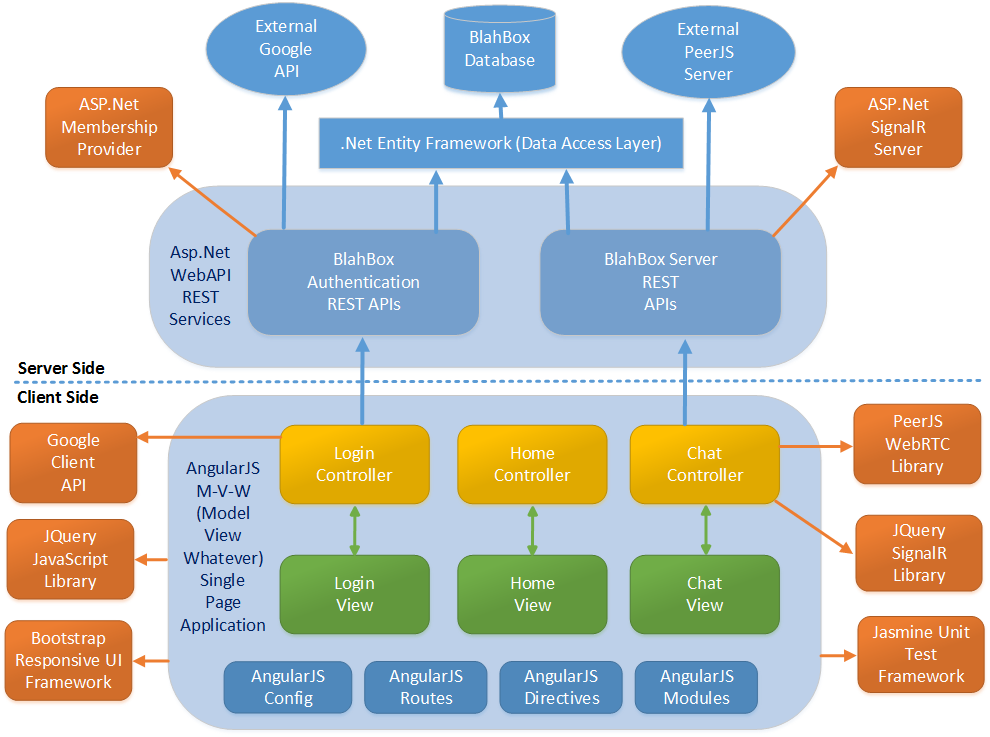 External
Google
API
BlahBox
Database
External
PeerJS
Server
ASP.Net
Membership
Provider
.Net Entity Framework (Data Access Layer)
ASP.Net
SignalR
Server
Asp.Net
WebAPI
REST
Services
BlahBox
Authentication
REST APIs
BlahBox Server
REST
APIs
Server Side
Client Side
Google
Client
API
AngularJS
M-V-W
(Model
View
Whatever)
Single
Page
Application
Login
Controller
Home
Controller
Chat
Controller
PeerJS
WebRTC
Library
JQuery
JavaScript
Library
Login
View
Home
View
Chat
View
JQuery
SignalR
Library
Bootstrap
Responsive UI
Framework
Jasmine Unit
Test
Framework
AngularJS
Config
AngularJS
Routes
AngularJS
Directives
AngularJS
Modules